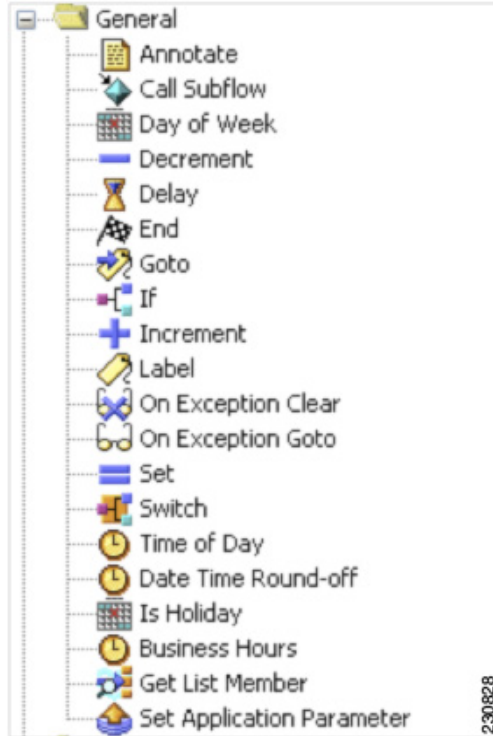 General
Annotate
Call Subflow
Day of Week
Decrement
Delay
End
Goto
If
Increment
Label
On Exception Clear
On Exception Goto
Set
Switch
Time of Day
Date Time Round-off
Is Holiday
Business Hours
Get List Member
Set Application Parameter
230828